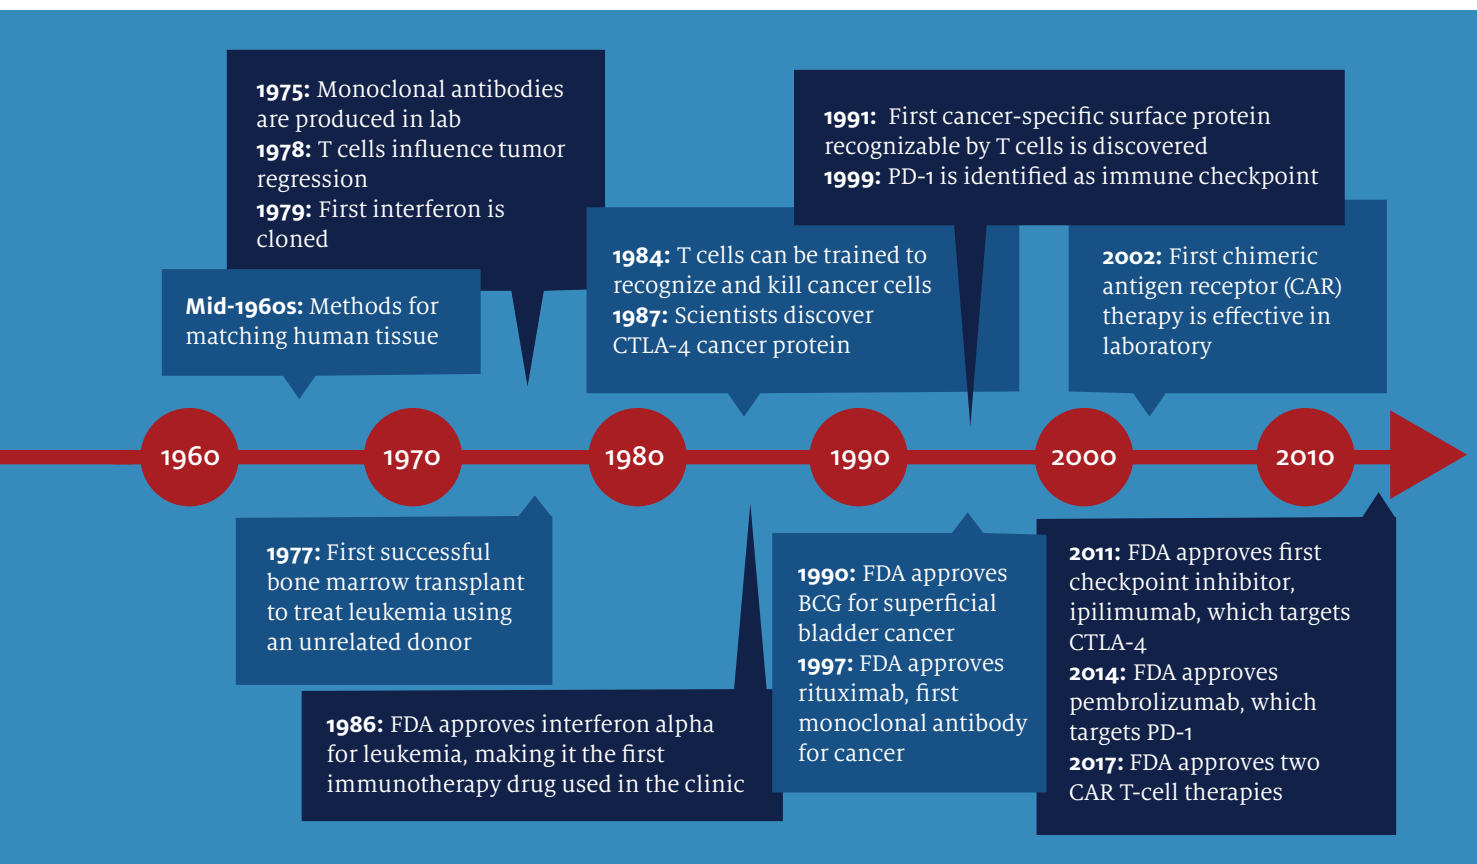 1975: Monoclonal antibodies
are produced in lab
1978: T cells influence tumor
regression
1979: First interferon is
cloned
1991: First cancer-specific surface protein
recognizable by T cells is discovered
1999: PD-1 is identified as immune checkpoint
Mid-1960s: Methods for
matching human tissue
1984: T cells can be trained to
recognize and kill cancer cells
1987: Scientists discover
CTLA-4 cancer protein
2002: First chimeric
antigen receptor (CAR)
therapy is effective in
laboratory
1960
1970
1980
1990
2000
2010
1977: First successful
bone marrow transplant
to treat leukemia using
an unrelated donor
1986: FDA approves interferon alpha
for leukemia, making it the first
immunotherapy drug used in the clinic
1990: FDA approves
BCG for superficial
bladder cancer
1997: FDA approves
rituximab, first
monoclonal antibody
for cancer
2011: FDA approves first
checkpoint inhibitor,
ipilimumab, which targets
CTLA-4
2014: FDA approves
pembrolizumab, which
targets PD-1
2017: FDA approves two
CAR T-cell therapies